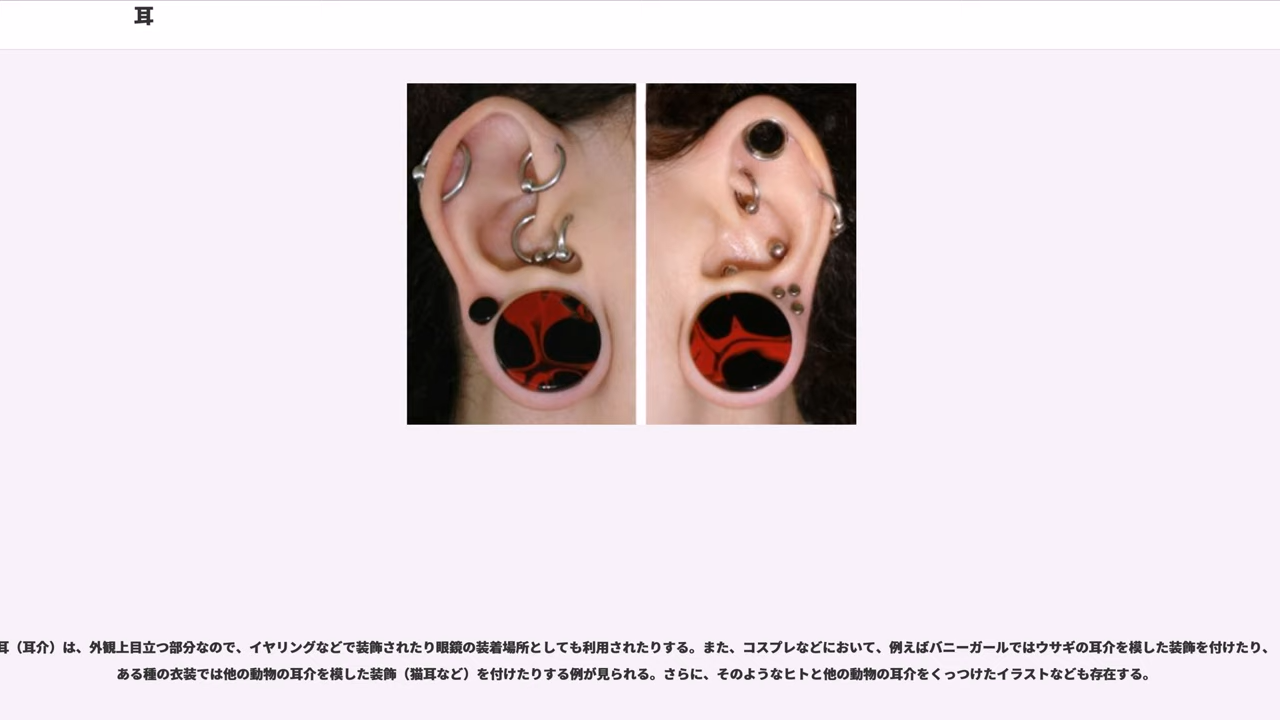 耳
耳（耳介）は、外観上目立つ部分なので、イヤリングなどで装飾されたり眼鏡の装着場所としても利用されたりする。また、コスプレなどにおいて、例えばバニーガールではウサギの耳介を模した装飾を付けたり、
ある種の衣装では他の動物の耳介を模した装飾（猫耳など）を付けたりする例が見られる。さらに、そのようなヒトと他の動物の耳介をくっつけたイラストなども存在する。